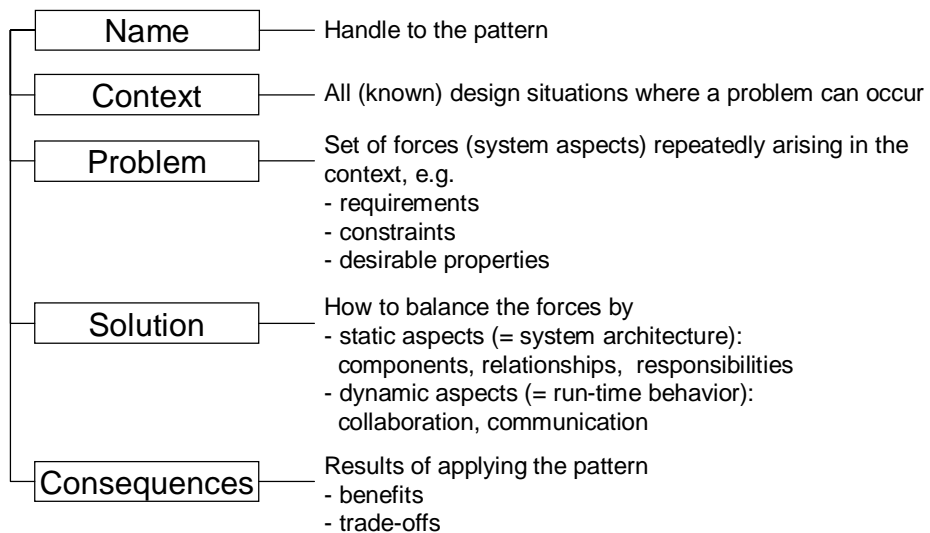 Name
Handle to the pattern
Context
All (known) design situations where a problem can occur
Problem
Set of forces (system aspects) repeatedly arising in the
context, e.g.
- requirements
- constraints
- desirable properties
Solution
How to balance the forces by
- static aspects (= system architecture):
components, relationships, responsibilities
- dynamic aspects (= run-time behavior):
collaboration, communication
Consequences
Results of applying the pattern
- benefits
- trade-offs